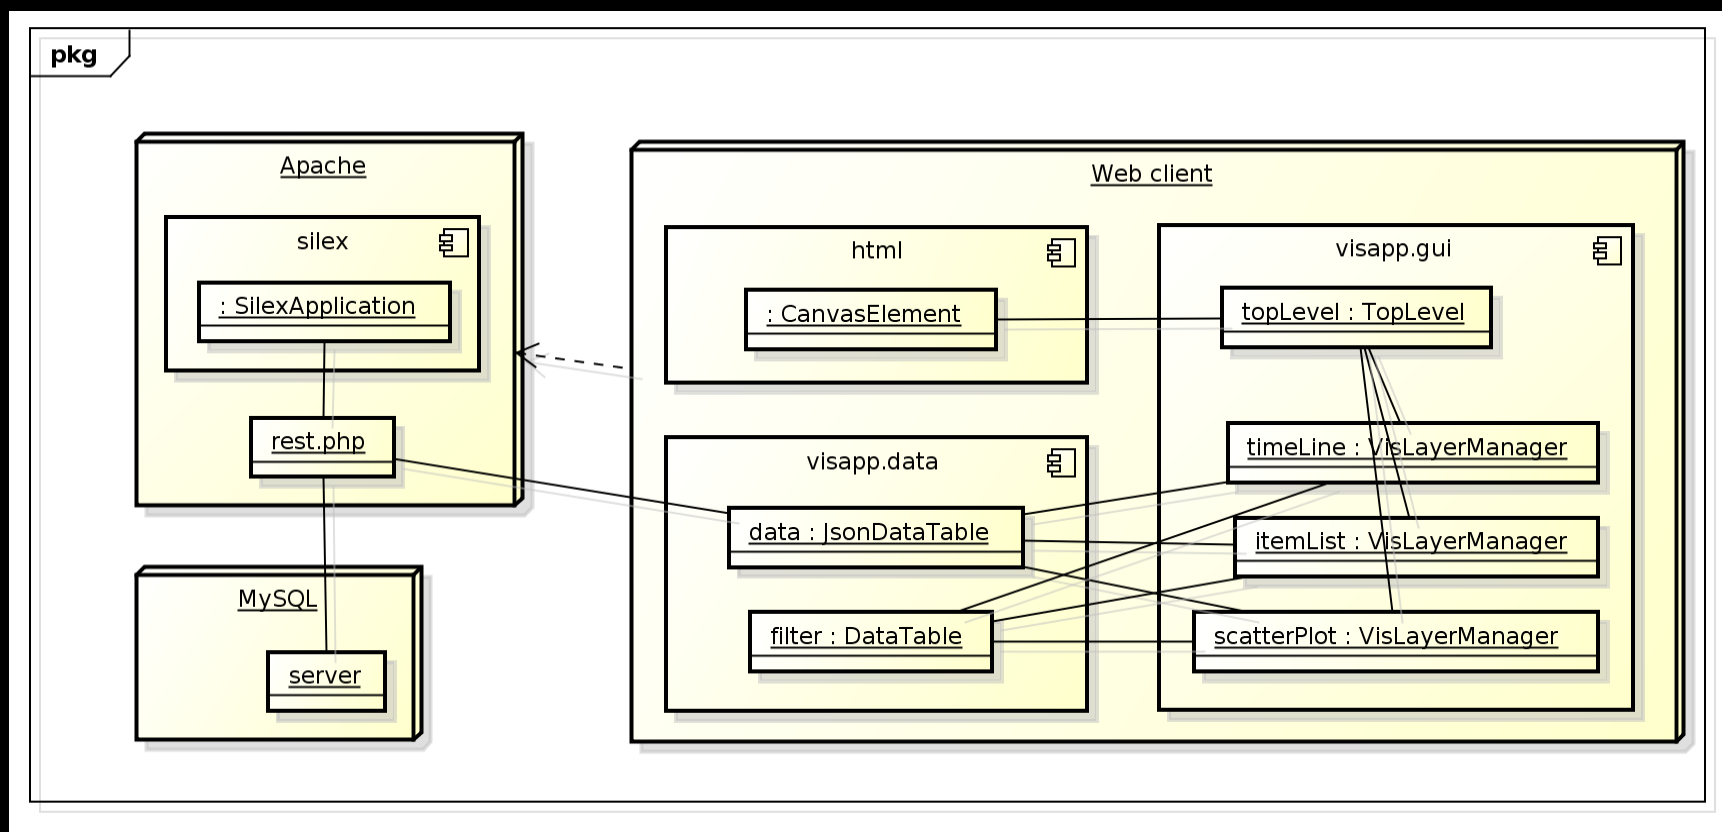 pkg
Apache
silex
: SilexApplication
rest.php
MySQL
server
Web client
html
: CanvasElement
visapp.data
data : JsonDataTable
filter : DataTable
visapp.gui
topLevel : TopLevel
timeLine : VisLayerManager
itemList : VisLayerManager
scatterPlot : VisLayerManager